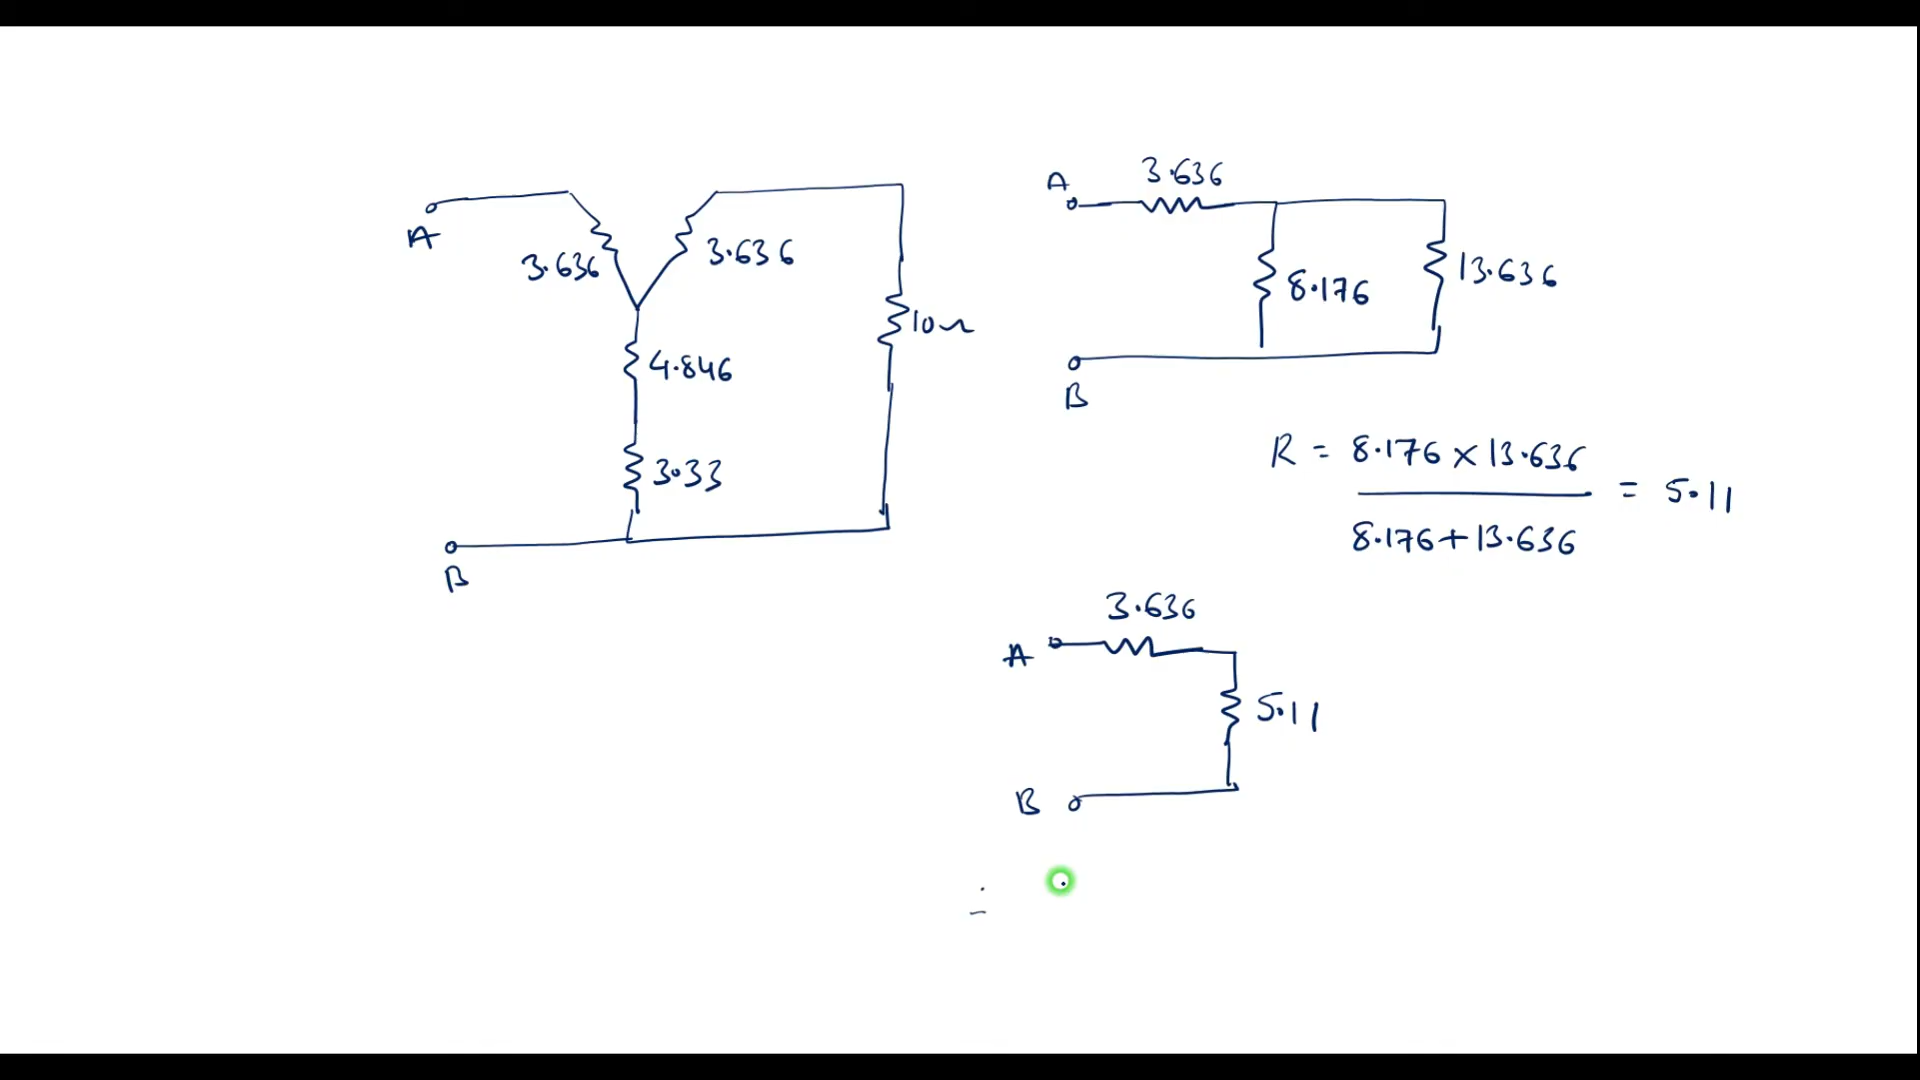 A
3.636
3.636
10Ω
4.846
3.33
B
A
3.636
8.176
13.636
B
R = 8.176 × 13.636
= 5.11
8.176+13.636
3.636
A
5.11
B